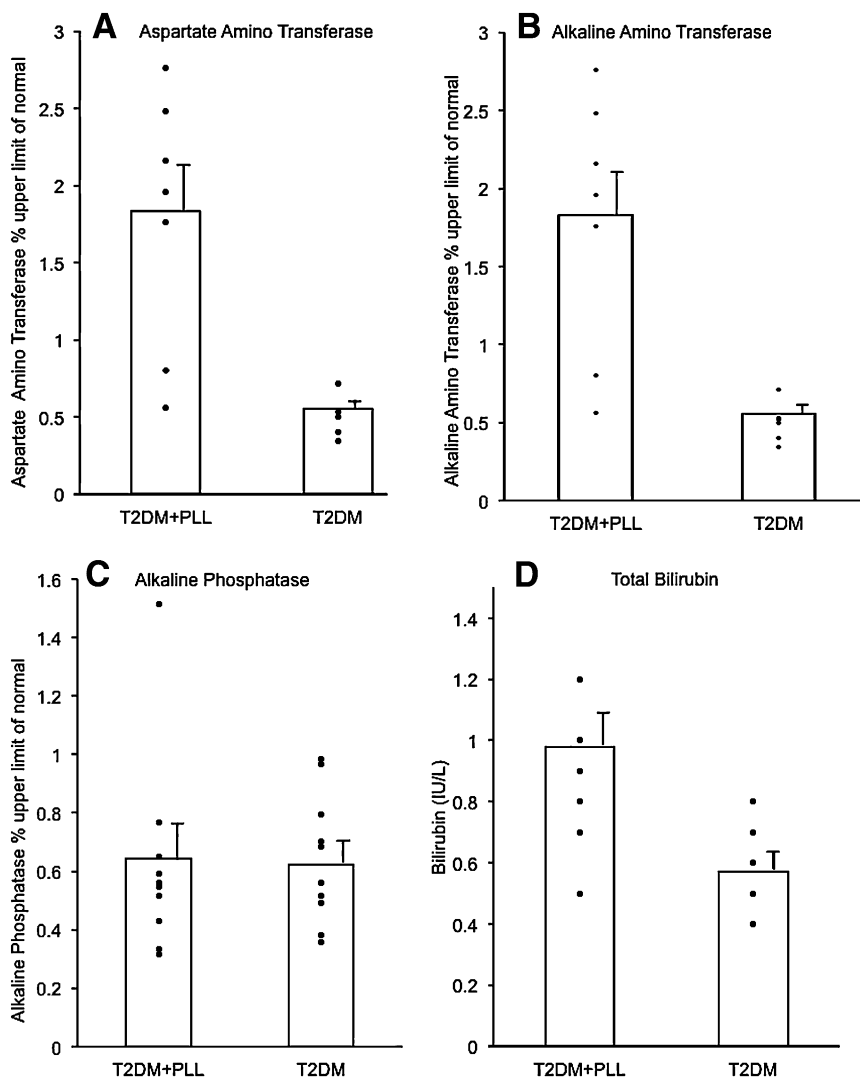 A Aspartate Amino Transferase
Aspartate Amino Transferase % upper limit of normal
3
2.5
2
1.5
1
0.5
0
T2DM+PLL T2DM
B Alkaline Amino Transferase
Alkaline Amino Transferase % upper limit of normal
3
2.5
2
1.5
1
0.5
0
T2DM+PLL T2DM
C Alkaline Phosphatase
Alkaline Phosphatase % upper limit of normal
1.6
1.4
1.2
1
0.8
0.6
0.4
0.2
0
T2DM+PLL T2DM
D Total Bilirubin
Bilirubin (IU/L)
1.4
1.2
1
0.8
0.6
0.4
0.2
0
T2DM+PLL T2DM